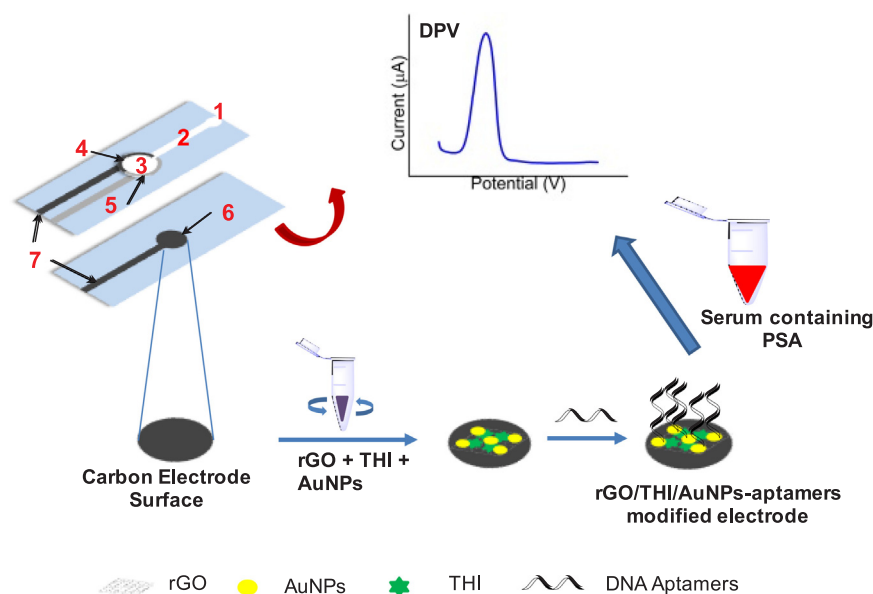 DPV
Current (μA)
Potential (V)
1
2
3
4
5
6
7
Serum containing
PSA
Carbon Electrode
Surface
rGO + THI +
AuNPs
rGO/THI/AuNPs-aptamers
modified electrode
rGO
AuNPs
THI
DNA Aptamers